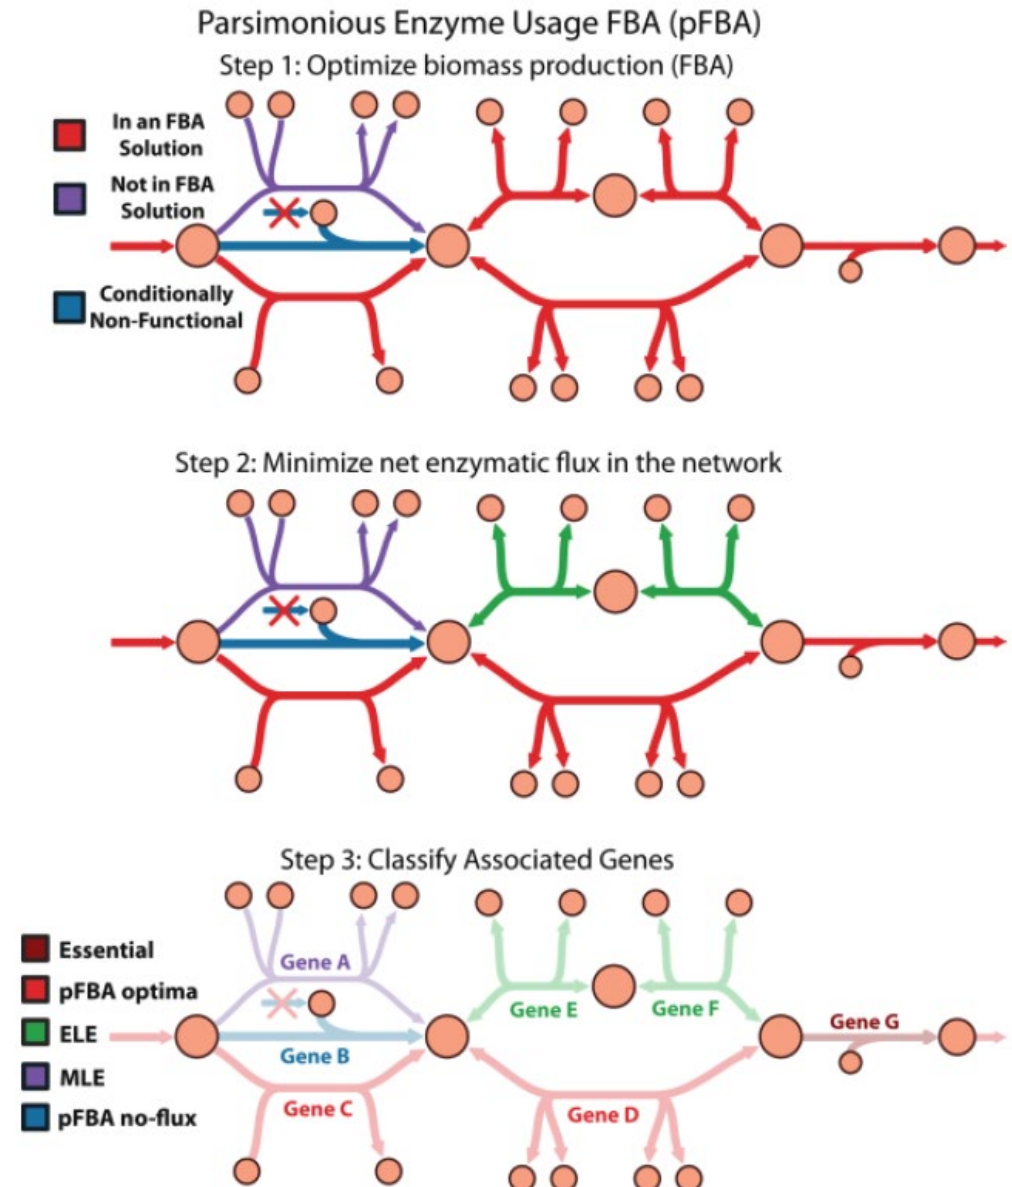 Parsimonious Enzyme Usage FBA (pFBA)
Step 1: Optimize biomass production (FBA)
In an FBA
Solution
Not in FBA
Solution
Conditionally
Non-Functional
Step 2: Minimize net enzymatic flux in the network
Step 3: Classify Associated Genes
Essential
pFBA optima
ELE
MLE
pFBA no-flux
Gene A
Gene B
Gene C
Gene E
Gene F
Gene D
Gene G